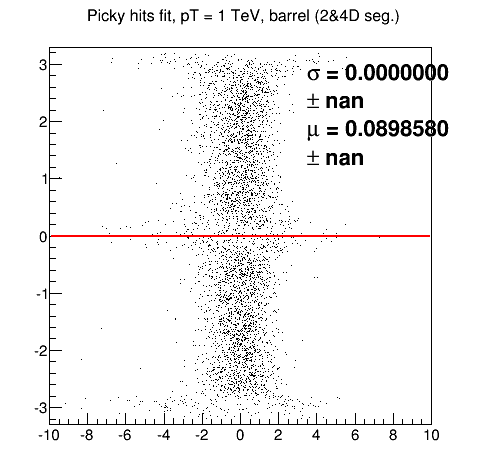 Picky hits fit, pT = 1 TeV, barrel (2&4D seg.)
σ = 0.0000000
± nan
μ = 0.0898580
± nan
3
2
1
0
-1
-2
-3
-10 -8 -6 -4 -2 0 2 4 6 8 10